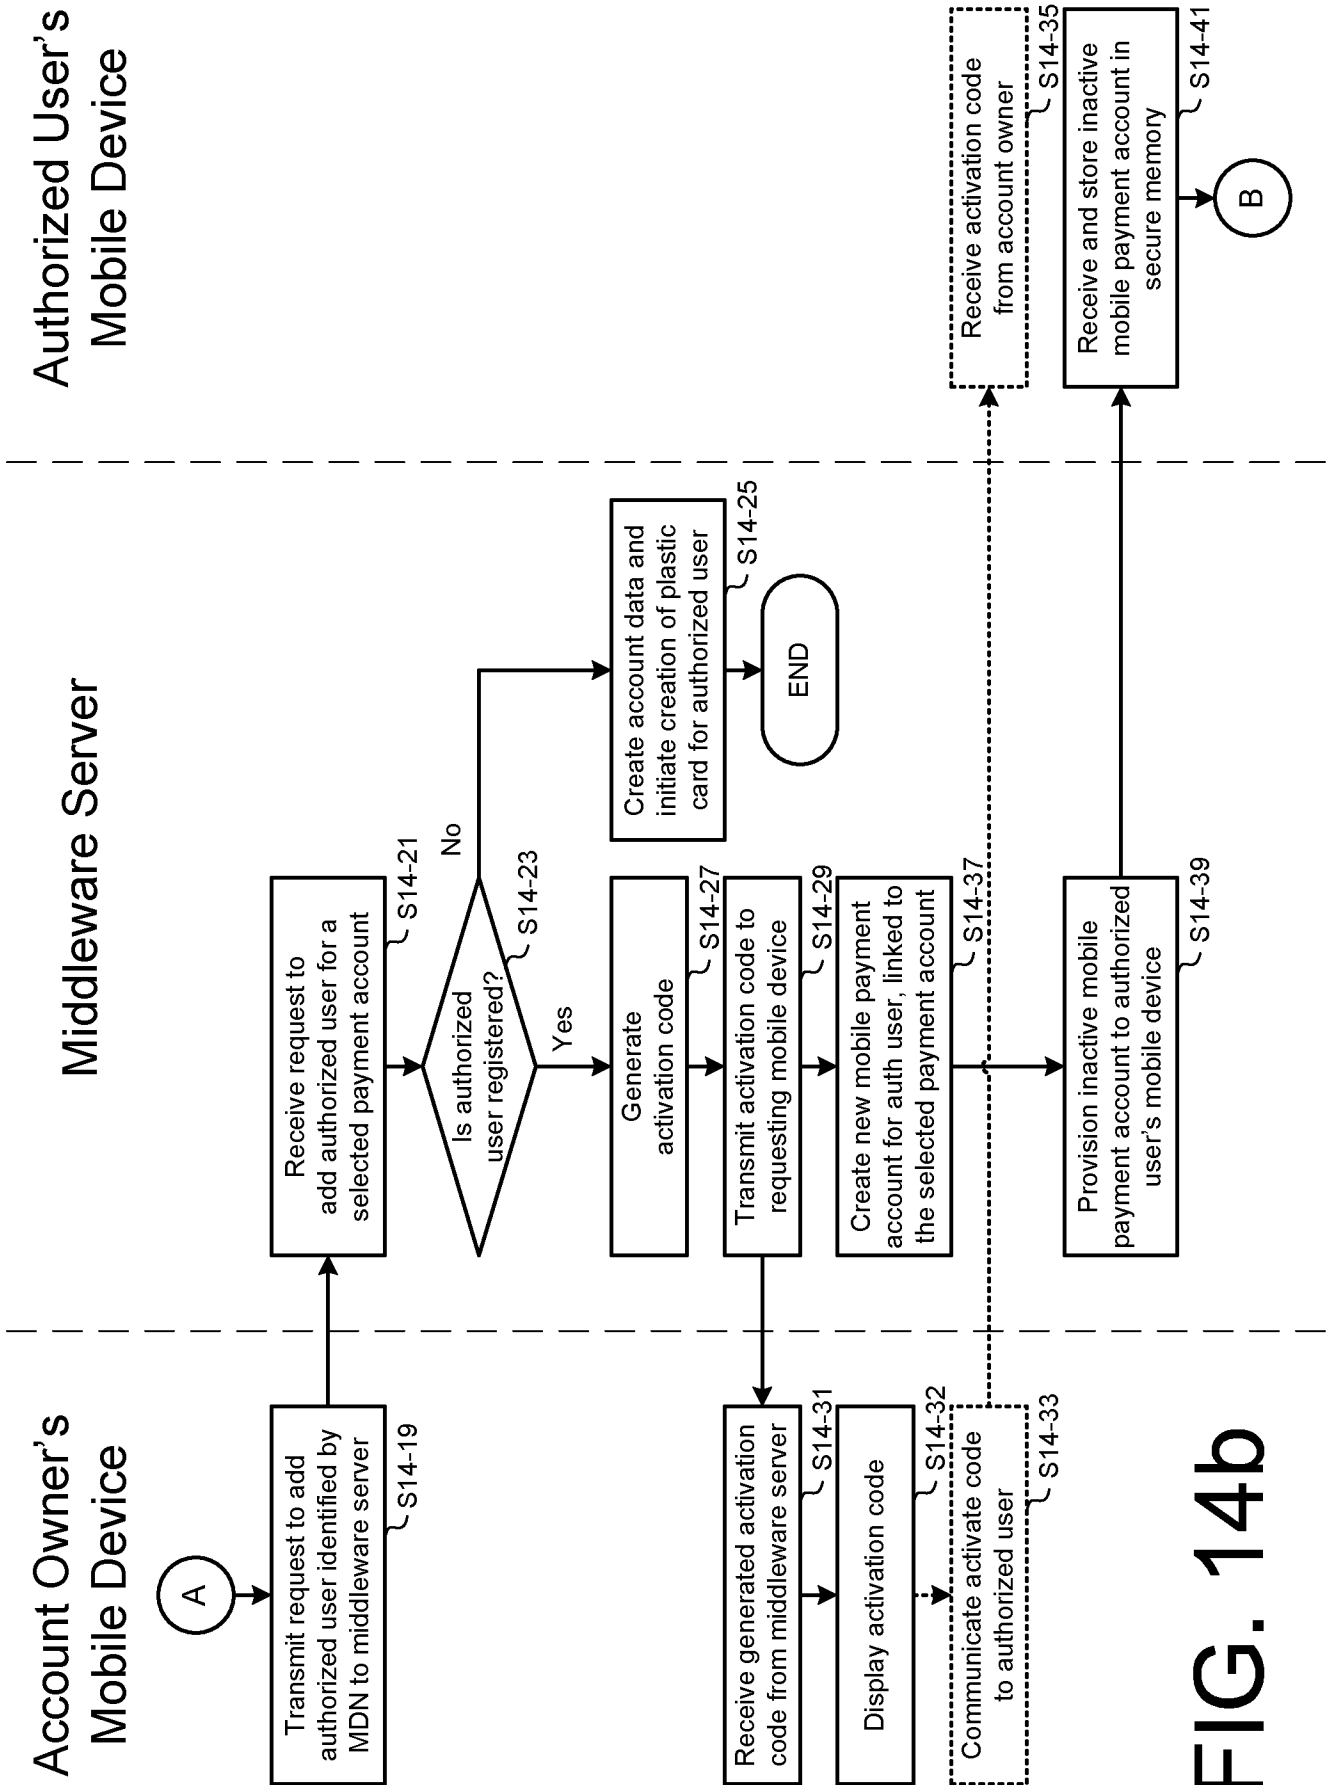 Account Owner's
Mobile Device
Middleware Server
Authorized User's
Mobile Device
A
Transmit request to add
authorized user identified by
MDN to middleware server
S14-19
Receive request to
add authorized user for a
selected payment account
S14-21
Is authorized
user registered?
S14-23
No
Yes
Create account data and
initiate creation of plastic
card for authorized user
S14-25
END
Generate
activation code
S14-27
Transmit activation code to
requesting mobile device
S14-29
Receive generated activation
code from middleware server
S14-31
Display activation code
S14-32
Communicate activate code
to authorized user
S14-33
Receive activation code
from account owner
S14-35
Create new mobile payment
account for auth user, linked to
the selected payment account
S14-37
Provision inactive mobile
payment account to authorized
user's mobile device
S14-39
Receive and store inactive
mobile payment account in
secure memory
S14-41
B
FIG. 14b